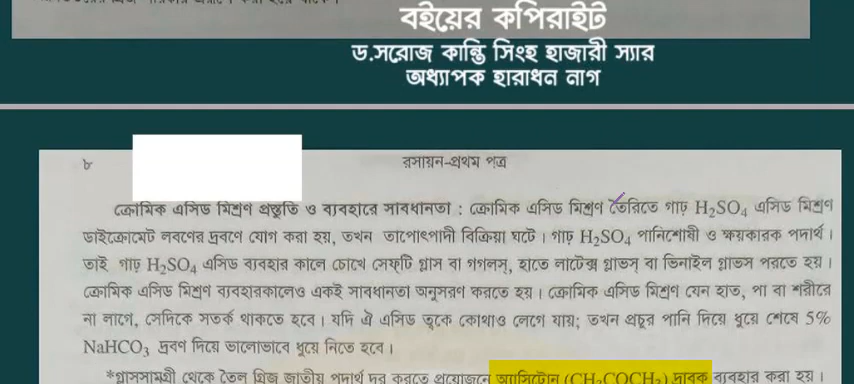 বইয়ের কপিরাইট
ড.সরোজ কান্তি সিংহ হাজারী স্যার
অধ্যাপক হারাধন নাগ
৮
রসায়ন-প্রথম পত্র
ক্রোমিক এসিড মিশ্রণ প্রস্তুতি ও ব্যবহারে সাবধানতা : ক্রোমিক এসিড মিশ্রণ তৈরিতে গাঢ় H₂SO₄ এসিড মিশ্রণ
ডাইক্রোমেট লবণের দ্রবণে যোগ করা হয়, তখন তাপোৎপাদী বিক্রিয়া ঘটে। গাঢ় H₂SO₄ পানিশোষী ও ক্ষয়কারক পদার্থ।
তাই গাঢ় H₂SO₄ এসিড ব্যবহার কালে চোখে সেফ্‌টি গ্লাস বা গগলস্, হাতে লাটেক্স গ্লাভস্ বা ভিনাইল গ্লাভস পরতে হয়।
ক্রোমিক এসিড মিশ্রণ ব্যবহারকালেও একই সাবধানতা অনুসরণ করতে হয়। ক্রোমিক এসিড মিশ্রণ যেন হাত, পা বা শরীরে
না লাগে, সেদিকে সতর্ক থাকতে হবে। যদি ঐ এসিড ত্বকে কোথাও লেগে যায়; তখন প্রচুর পানি দিয়ে ধুয়ে শেষে 5%
NaHCO₃ দ্রবণ দিয়ে ভালোভাবে ধুয়ে নিতে হবে।
*গ্লাসসামগ্রী থেকে তৈল গ্রিজ জাতীয় পদার্থ দূর করতে প্রয়োজনে অ্যাসিটোন (CH₃COCH₃) দ্রাবক ব্যবহার করা হয়।